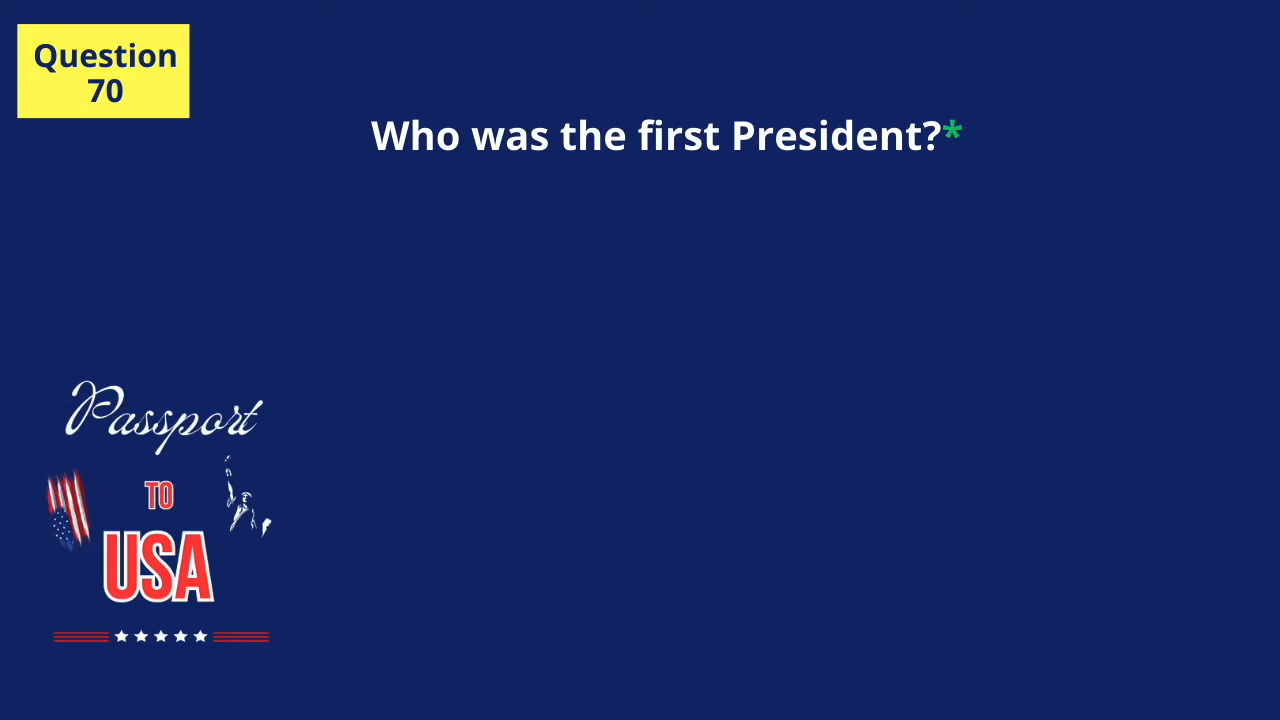 Question
70
Who was the first President?*
Passport
TO
USA